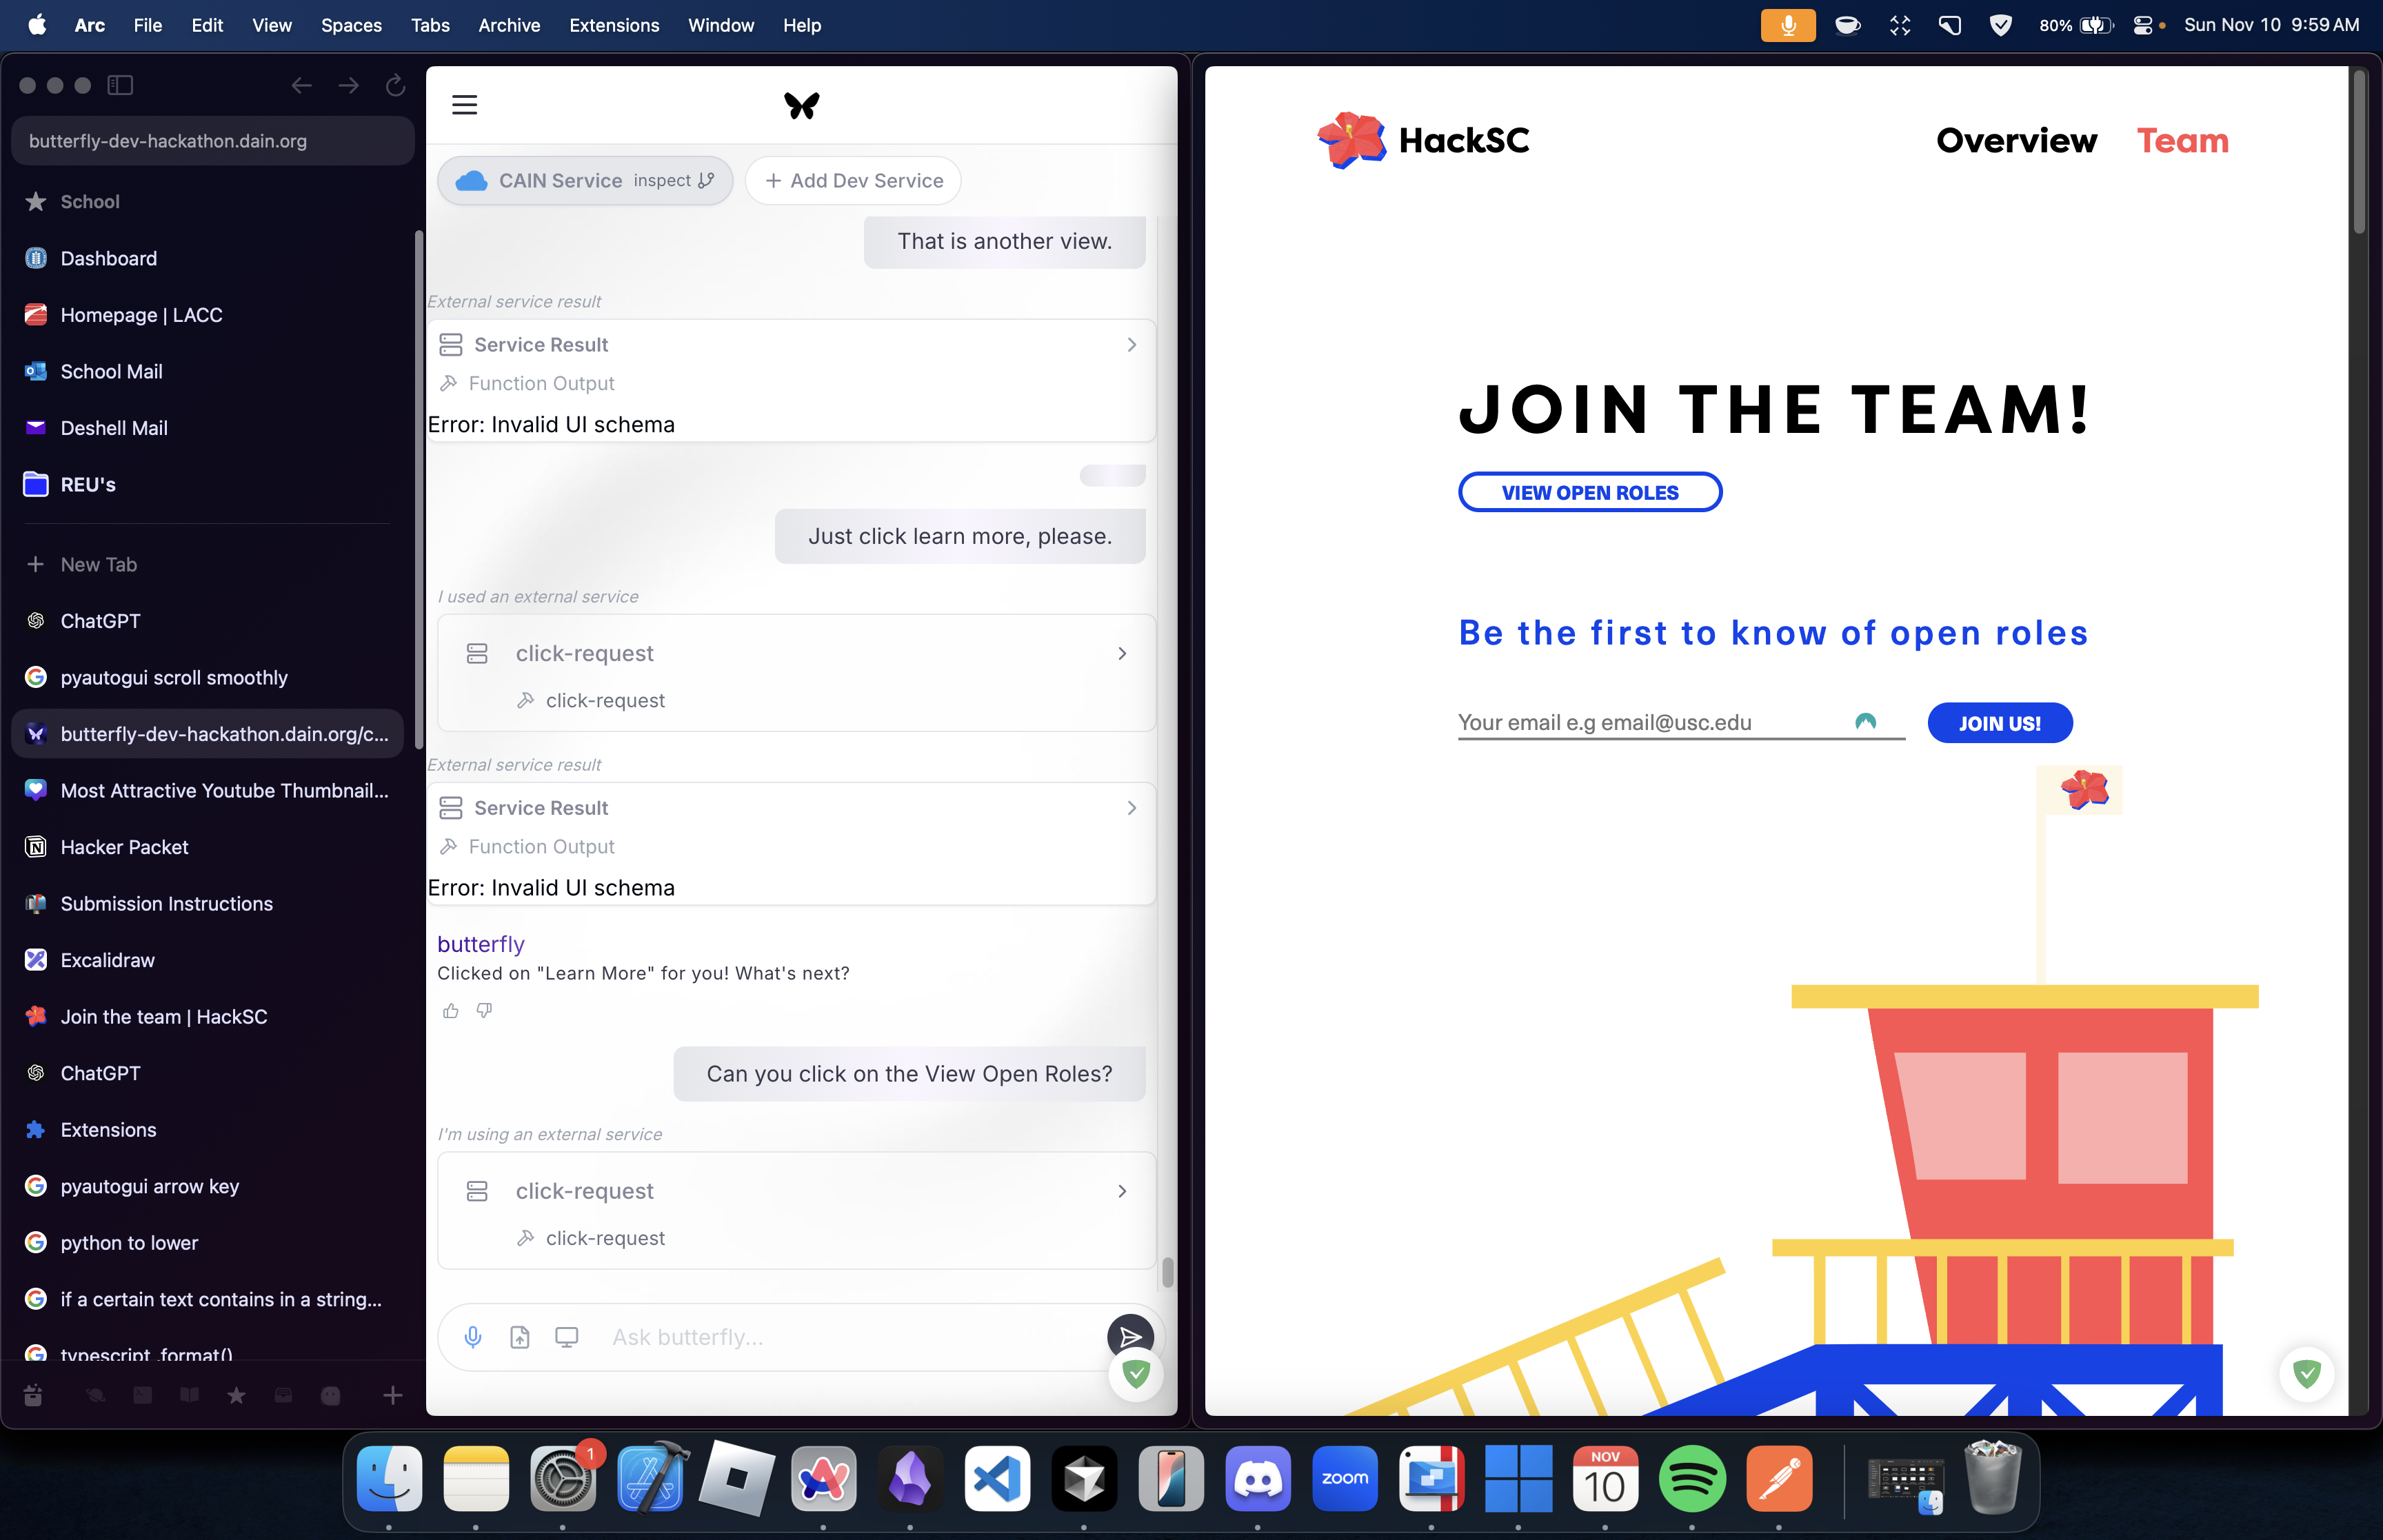 Arc File Edit View Spaces Tabs Archive Extensions Window Help
80% Sun Nov 10 9:59 AM
butterfly-dev-hackathon.dain.org
School
Dashboard
Homepage | LACC
School Mail
Deshell Mail
REU's
New Tab
ChatGPT
pyautogui scroll smoothly
butterfly-dev-hackathon.dain.org/c...
Most Attractive Youtube Thumbnail...
Hacker Packet
Submission Instructions
Excalidraw
Join the team | HackSC
ChatGPT
Extensions
pyautogui arrow key
python to lower
if a certain text contains in a string...
typescript .format()
CAIN Service inspect
Add Dev Service
That is another view.
External service result
Service Result
Function Output
Error: Invalid UI schema
Just click learn more, please.
I used an external service
click-request
click-request
External service result
Service Result
Function Output
Error: Invalid UI schema
butterfly
Clicked on "Learn More" for you! What's next?
Can you click on the View Open Roles?
I'm using an external service
click-request
click-request
Ask butterfly...
HackSC
Overview Team
JOIN THE TEAM!
VIEW OPEN ROLES
Be the first to know of open roles
Your email e.g email@usc.edu
JOIN US!
1
zoom
NOV
10